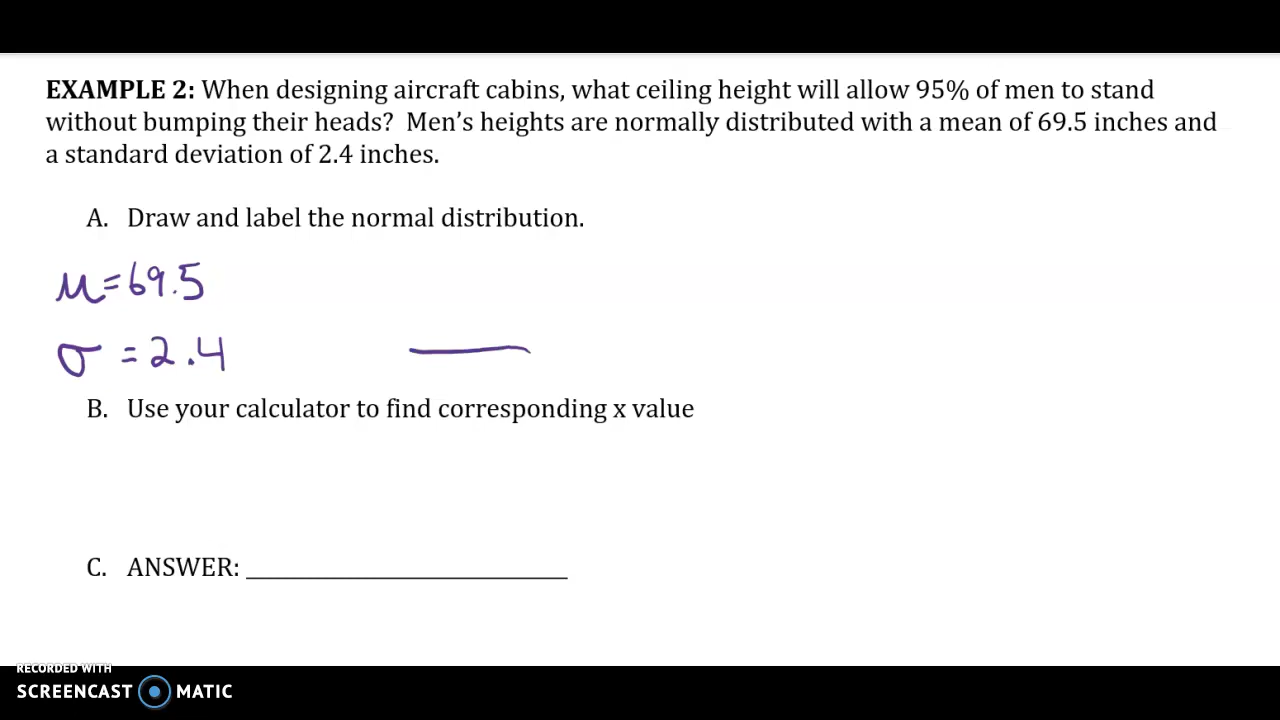 EXAMPLE 2: When designing aircraft cabins, what ceiling height will allow 95% of men to stand
without bumping their heads? Men's heights are normally distributed with a mean of 69.5 inches and
a standard deviation of 2.4 inches.
A. Draw and label the normal distribution.
μ=69.5
σ=2.4
B. Use your calculator to find corresponding x value
C. ANSWER: ____________________________
RECORDED WITH
SCREENCAST MATIC